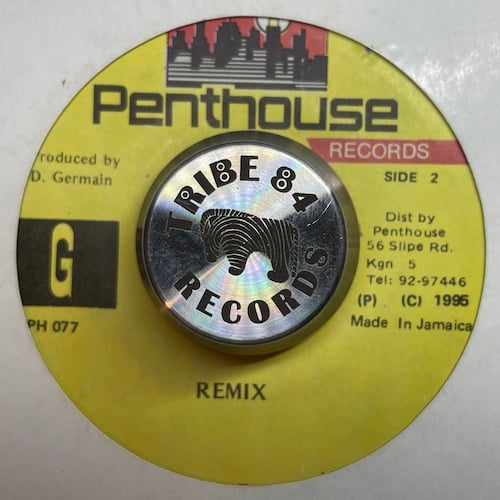 Penthouse
RECORDS
roduced by
D. Germain
SIDE 2
G
PH 077
TRIBE 84
RECORDS
Dist by
Penthouse
56 Slipe Rd.
Kgn 5
Tel: 92-97446
(P) (C) 1995
Made In Jamaica
REMIX